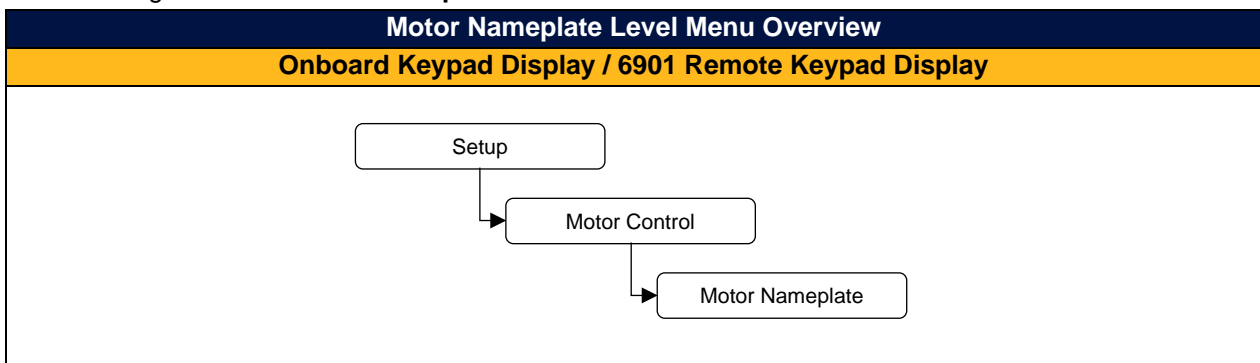 Motor Nameplate Level Menu Overview
Onboard Keypad Display / 6901 Remote Keypad Display
Setup
Motor Control
Motor Nameplate